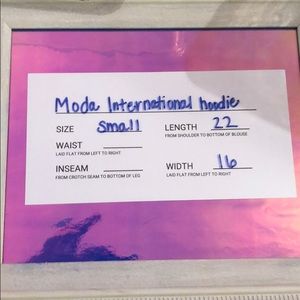 Moda International hoodie
SIZE small LENGTH 22
FROM SHOULDER TO BOTTOM OF BLOUSE
WAIST
LAID FLAT FROM LEFT TO RIGHT
INSEAM WIDTH 16
FROM CROTCH SEAM TO BOTTOM OF LEG LAID FLAT FROM LEFT TO RIGHT